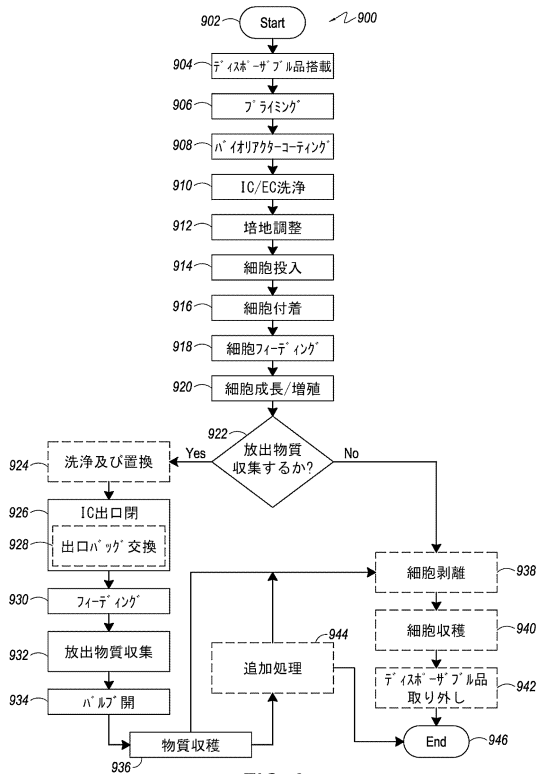 902 Start 900
904 ディスポーザブル品搭載
906 プライミング
908 バイオリアクターコーティング
910 IC/EC洗浄
912 培地調整
914 細胞投入
916 細胞付着
918 細胞フィーディング
920 細胞成長/増殖
922 放出物質
収集するか?
Yes No
924 洗浄及び置換
926 IC出口閉
928 出口バッグ交換
930 フィーディング
932 放出物質収集
934 バルブ開
物質収穫
936
944
追加処理
細胞剥離 938
細胞収穫 940
ディスポーザブル品
取り外し 942
End 946